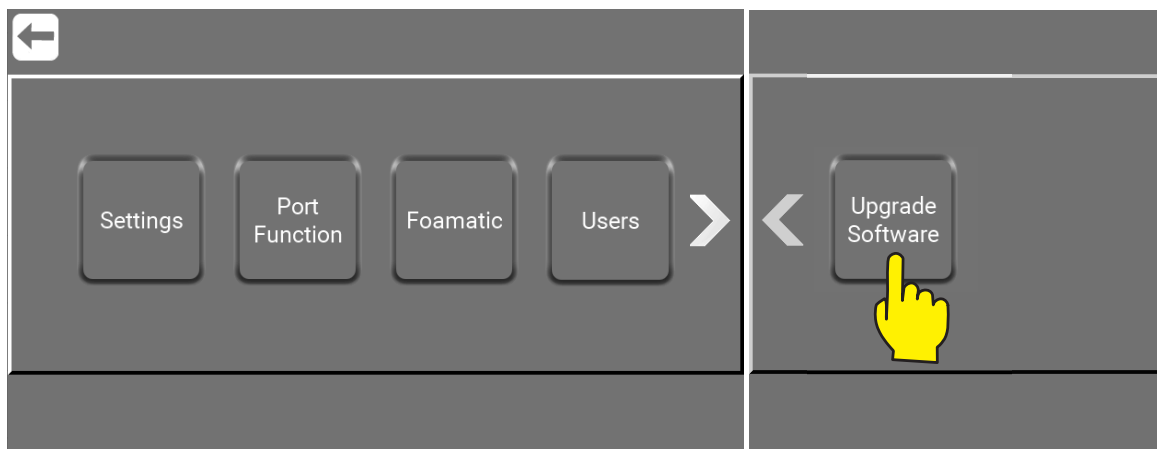 Settings
Port
Function
Foamatic
Users
Upgrade
Software